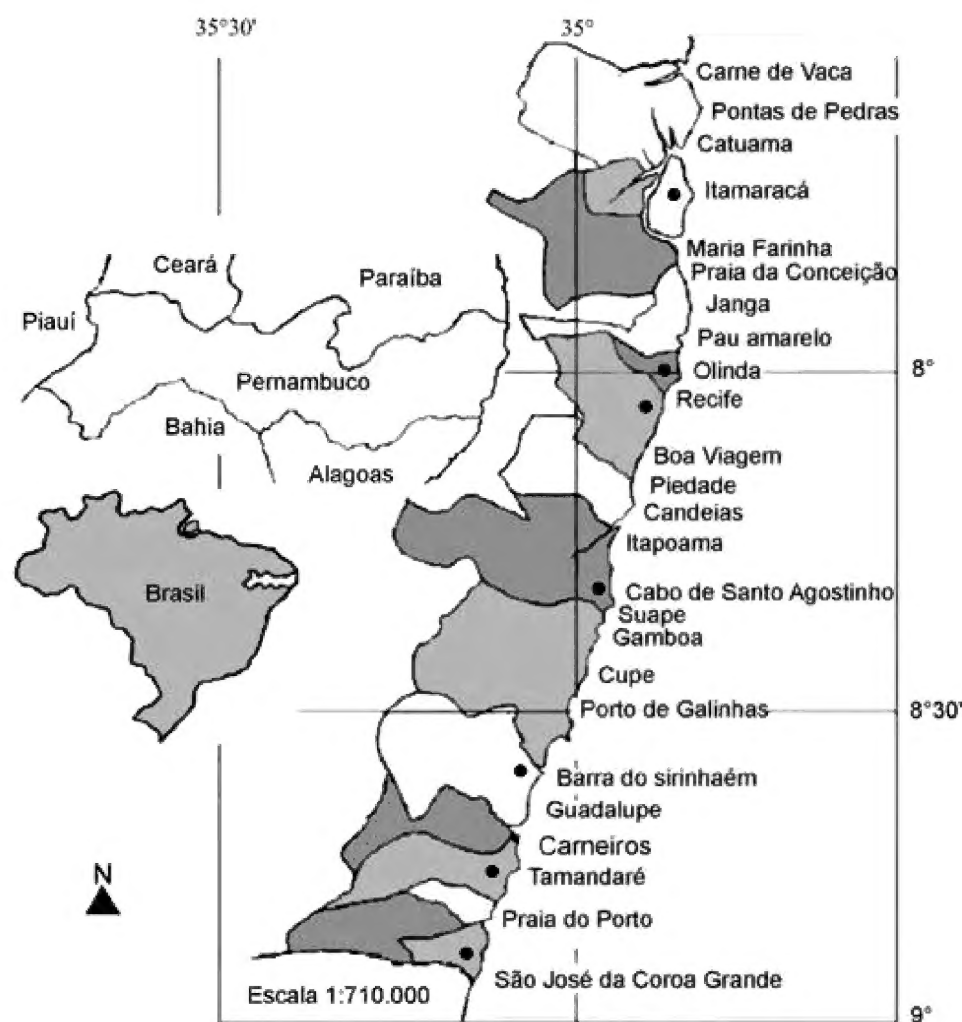 35°30'
35°
Carne de Vaca
Pontas de Pedras
Catuama
Itamaracá
Maria Farinha
Praia da Conceição
Janga
Pau amarelo
8°
Olinda
Recife
Boa Viagem
Piedade
Candeias
Itapoama
Cabo de Santo Agostinho
Suape
Gamboa
Cupe
Porto de Galinhas
8°30'
Barra do sirinhaém
Guadalupe
Carneiros
Tamandaré
Praia do Porto
São José da Coroa Grande
9°
Ceará
Paraíba
Piauí
Pernambuco
Bahia
Alagoas
Brasil
N
Escala 1:710.000